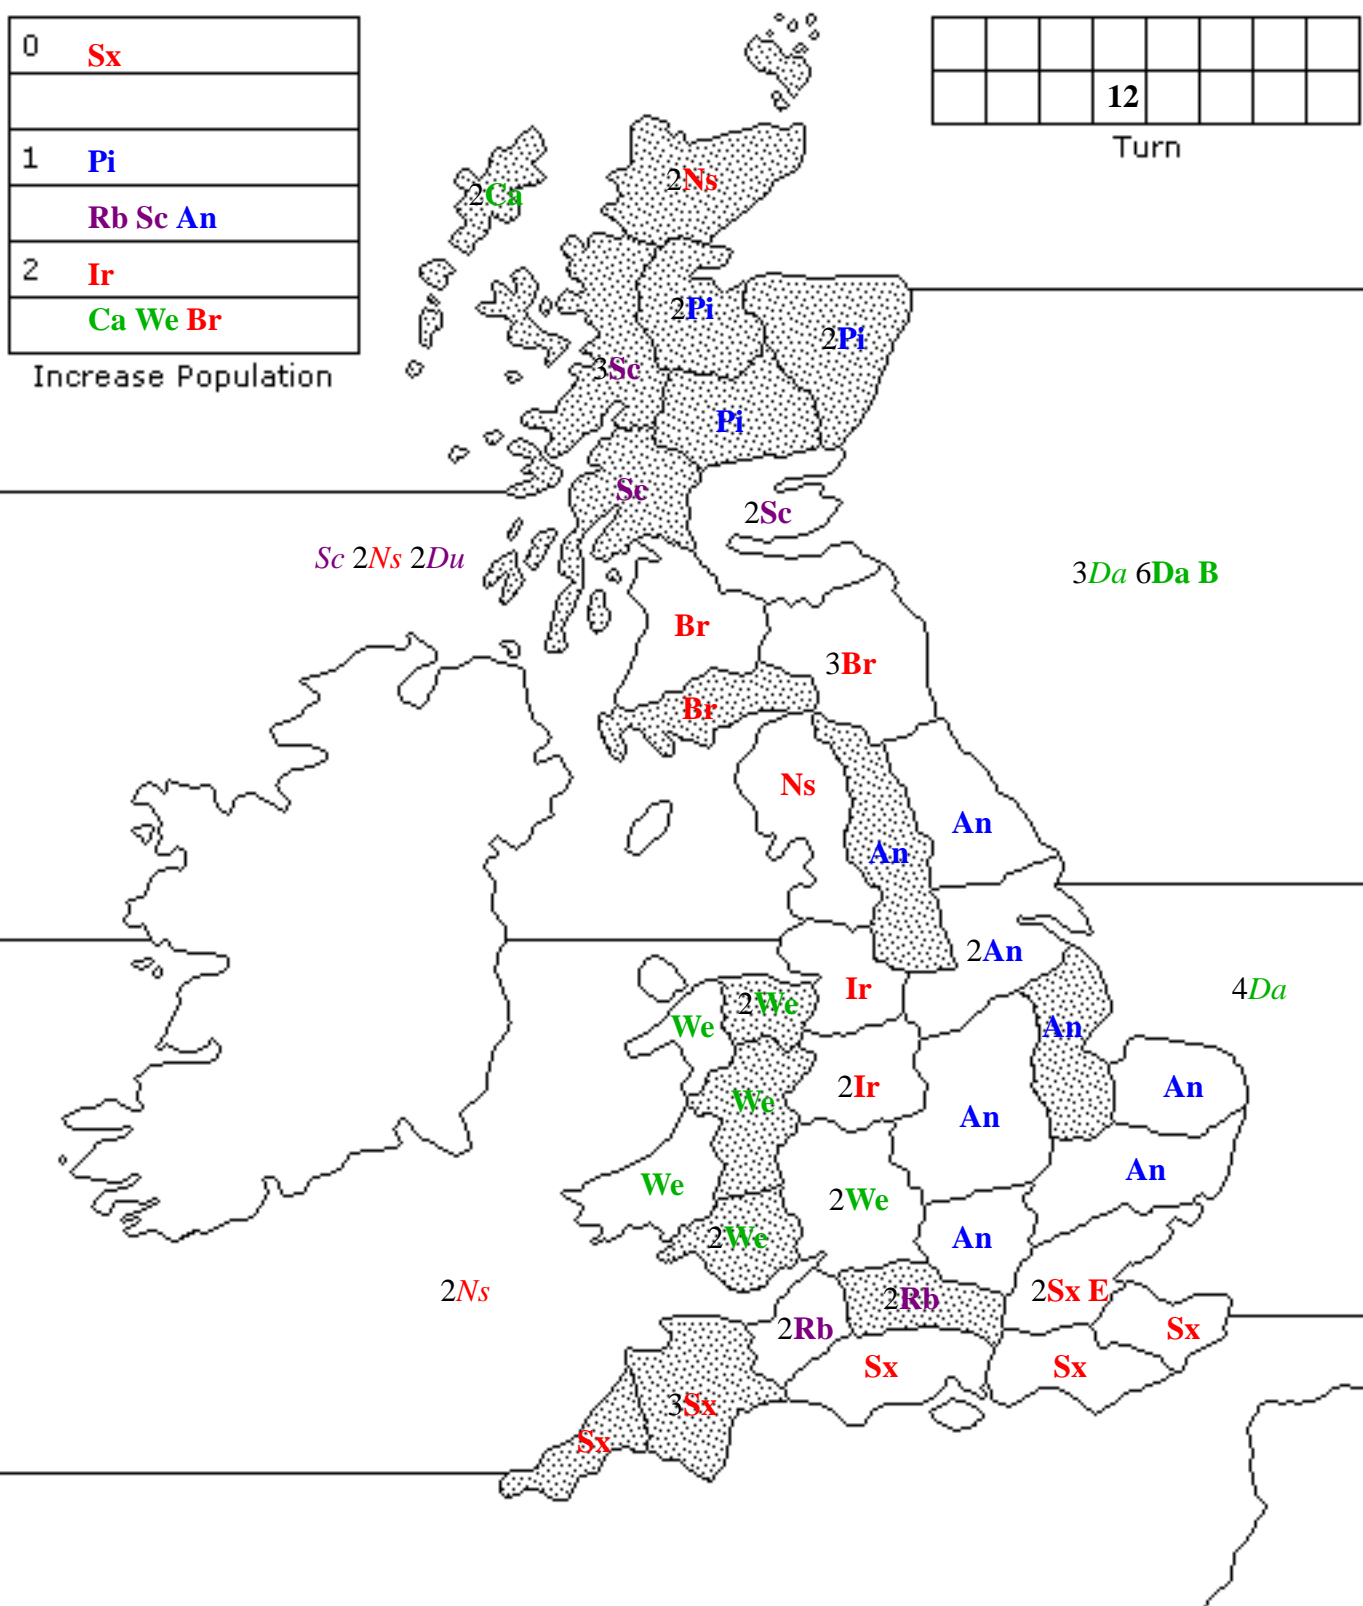 0 Sx
1 Pi
Rb Sc An
2 Ir
Ca We Br
Increase Population
12
Turn
2Ns
2Ca
2Pi
2Pi
3Sc
Pi
Sc
2Sc
Sc 2Ns 2Du
3Da 6Da B
Br
3Br
Br
Ns
An
An
2An
Ir
4Da
2We
We
An
2Ir
An
We
An
An
We
2We
2We
An
2Ns
2Rb
2Sx E
2Rb
Sx
Sx
Sx
3Sx
Sx